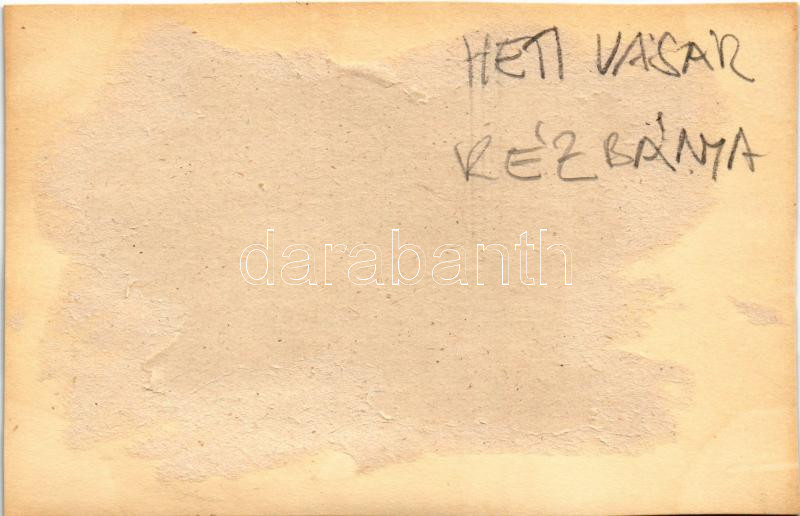 HETI VÁSÁR
RÉZBÁNYA
darabanth